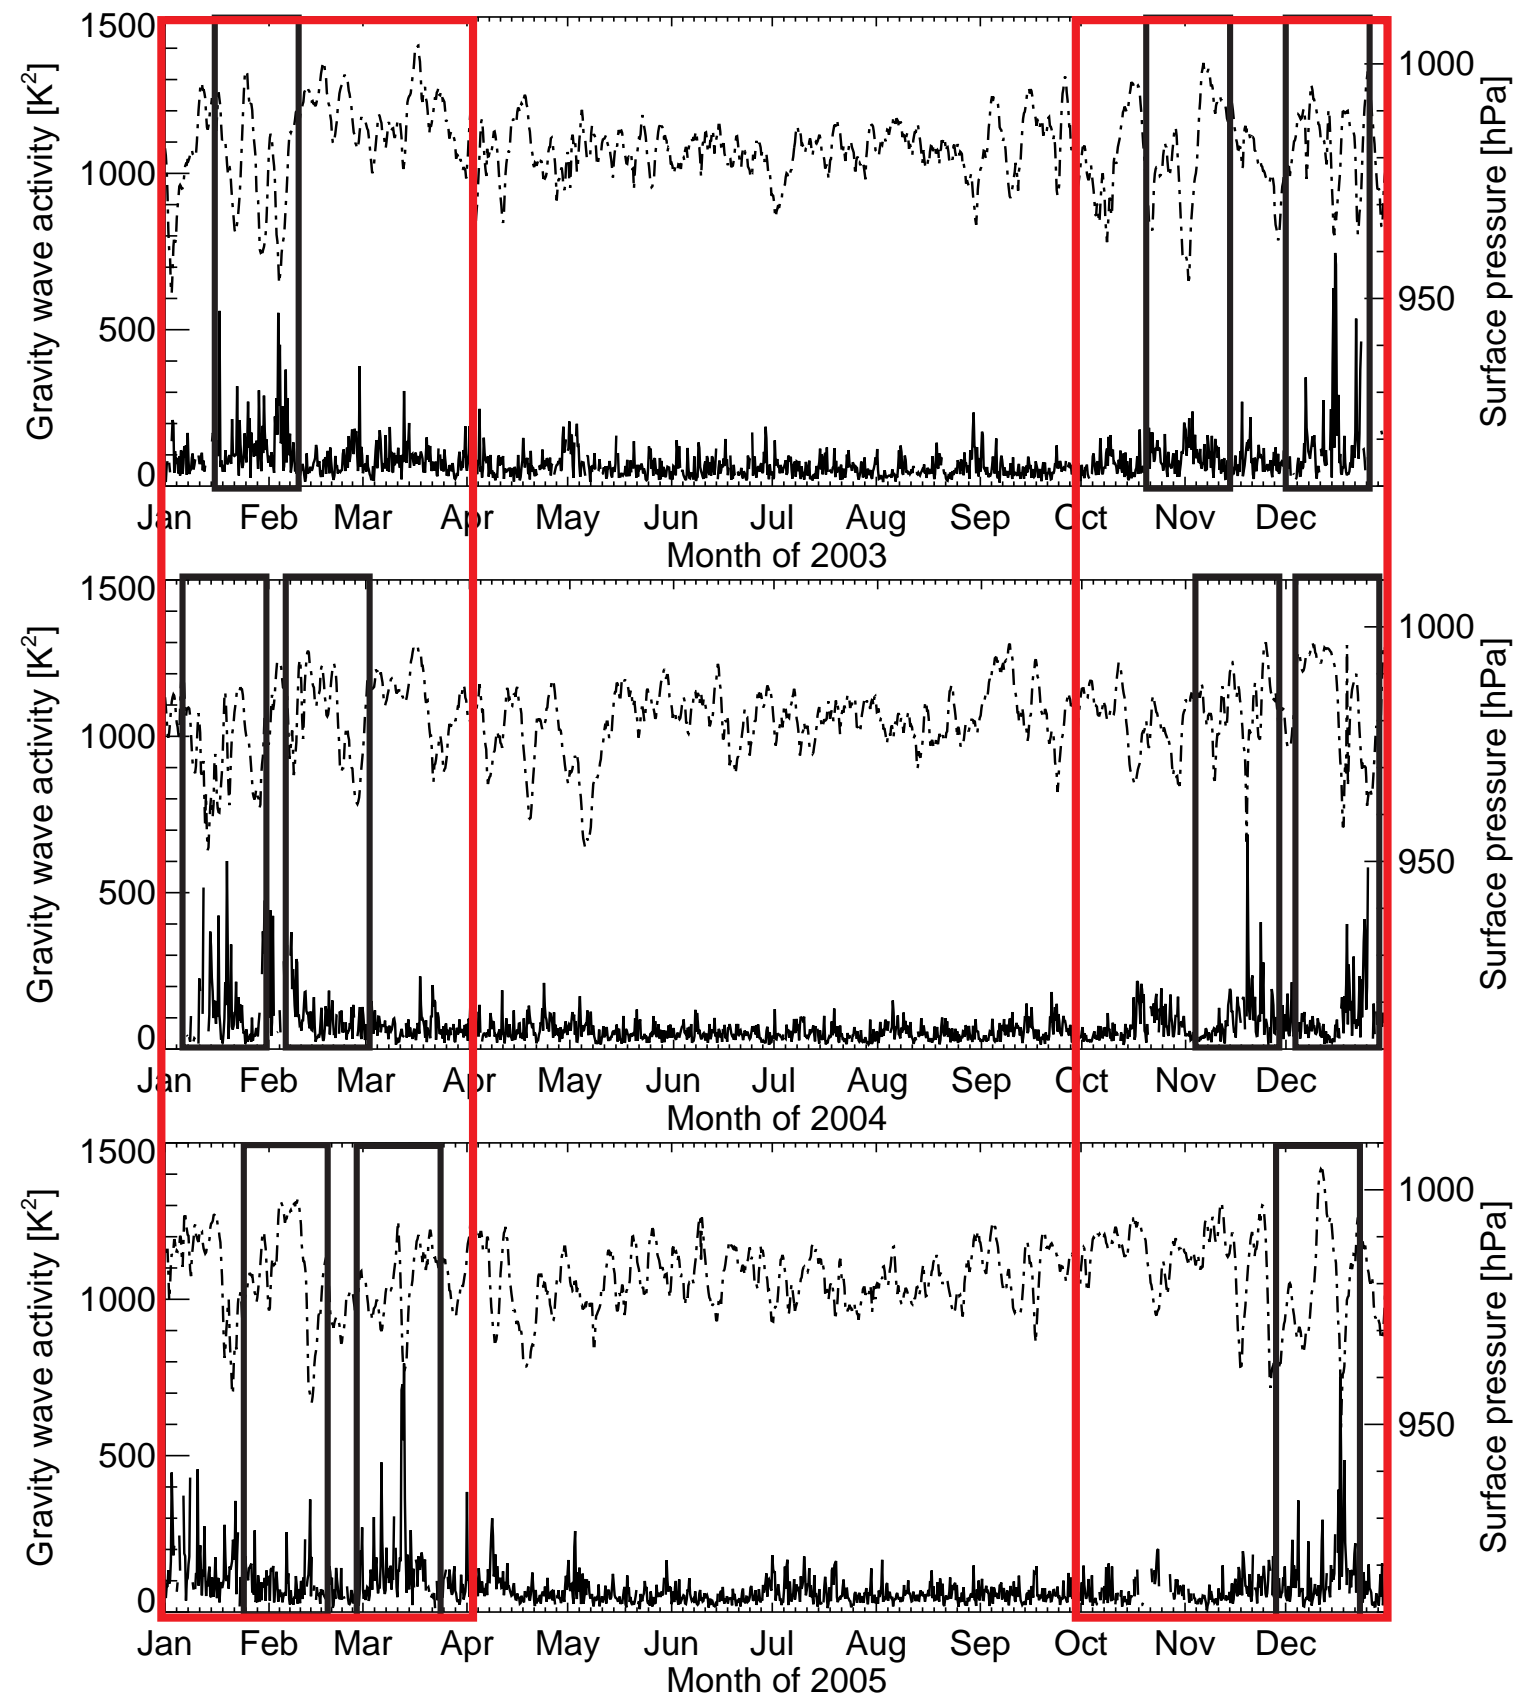 1500
1000
500
0
Gravity wave activity [K²]
1000
950
Surface pressure [hPa]
Jan Feb Mar Apr May Jun Jul Aug Sep Oct Nov Dec
Month of 2003
1500
1000
500
0
Gravity wave activity [K²]
1000
950
Surface pressure [hPa]
Jan Feb Mar Apr May Jun Jul Aug Sep Oct Nov Dec
Month of 2004
1500
1000
500
0
Gravity wave activity [K²]
1000
950
Surface pressure [hPa]
Jan Feb Mar Apr May Jun Jul Aug Sep Oct Nov Dec
Month of 2005